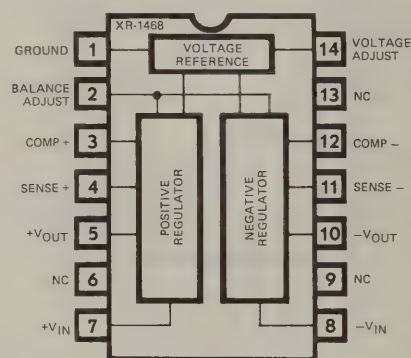 XR-1468
GROUND 1
VOLTAGE REFERENCE
14 VOLTAGE ADJUST
BALANCE ADJUST 2
13 NC
COMP + 3
12 COMP -
SENSE + 4
11 SENSE -
POSITIVE REGULATOR
NEGATIVE REGULATOR
+VOUT 5
10 -VOUT
NC 6
9 NC
+VIN 7
8 -VIN